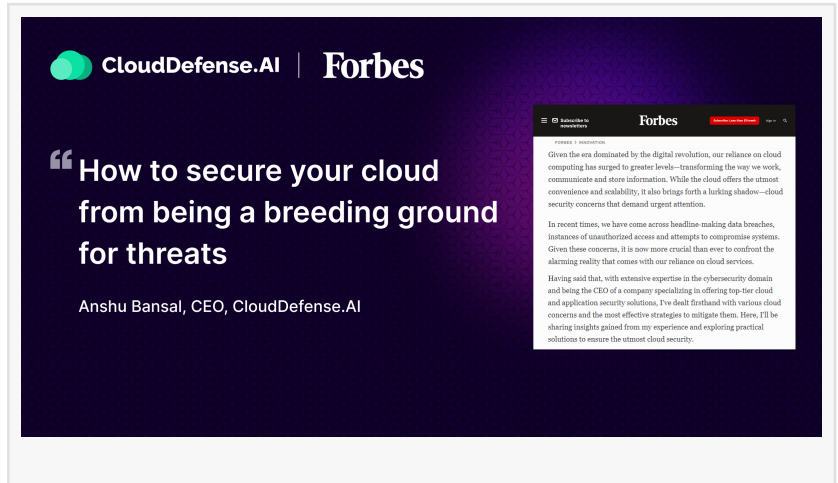 CloudDefense.AI | Forbes
“ How to secure your cloud
from being a breeding ground
for threats
Anshu Bansal, CEO, CloudDefense.AI
Subscribe to
newsletters
Forbes
Subscribe: Less than $1/week
Sign In
FORBES > INNOVATION
Given the era dominated by the digital revolution, our reliance on cloud
computing has surged to greater levels—transforming the way we work,
communicate and store information. While the cloud offers the utmost
convenience and scalability, it also brings forth a lurking shadow—cloud
security concerns that demand urgent attention.
In recent times, we have come across headline-making data breaches,
instances of unauthorized access and attempts to compromise systems.
Given these concerns, it is now more crucial than ever to confront the
alarming reality that comes with our reliance on cloud services.
Having said that, with extensive expertise in the cybersecurity domain
and being the CEO of a company specializing in offering top-tier cloud
and application security solutions, I've dealt firsthand with various cloud
concerns and the most effective strategies to mitigate them. Here, I'll be
sharing insights gained from my experience and exploring practical
solutions to ensure the utmost cloud security.